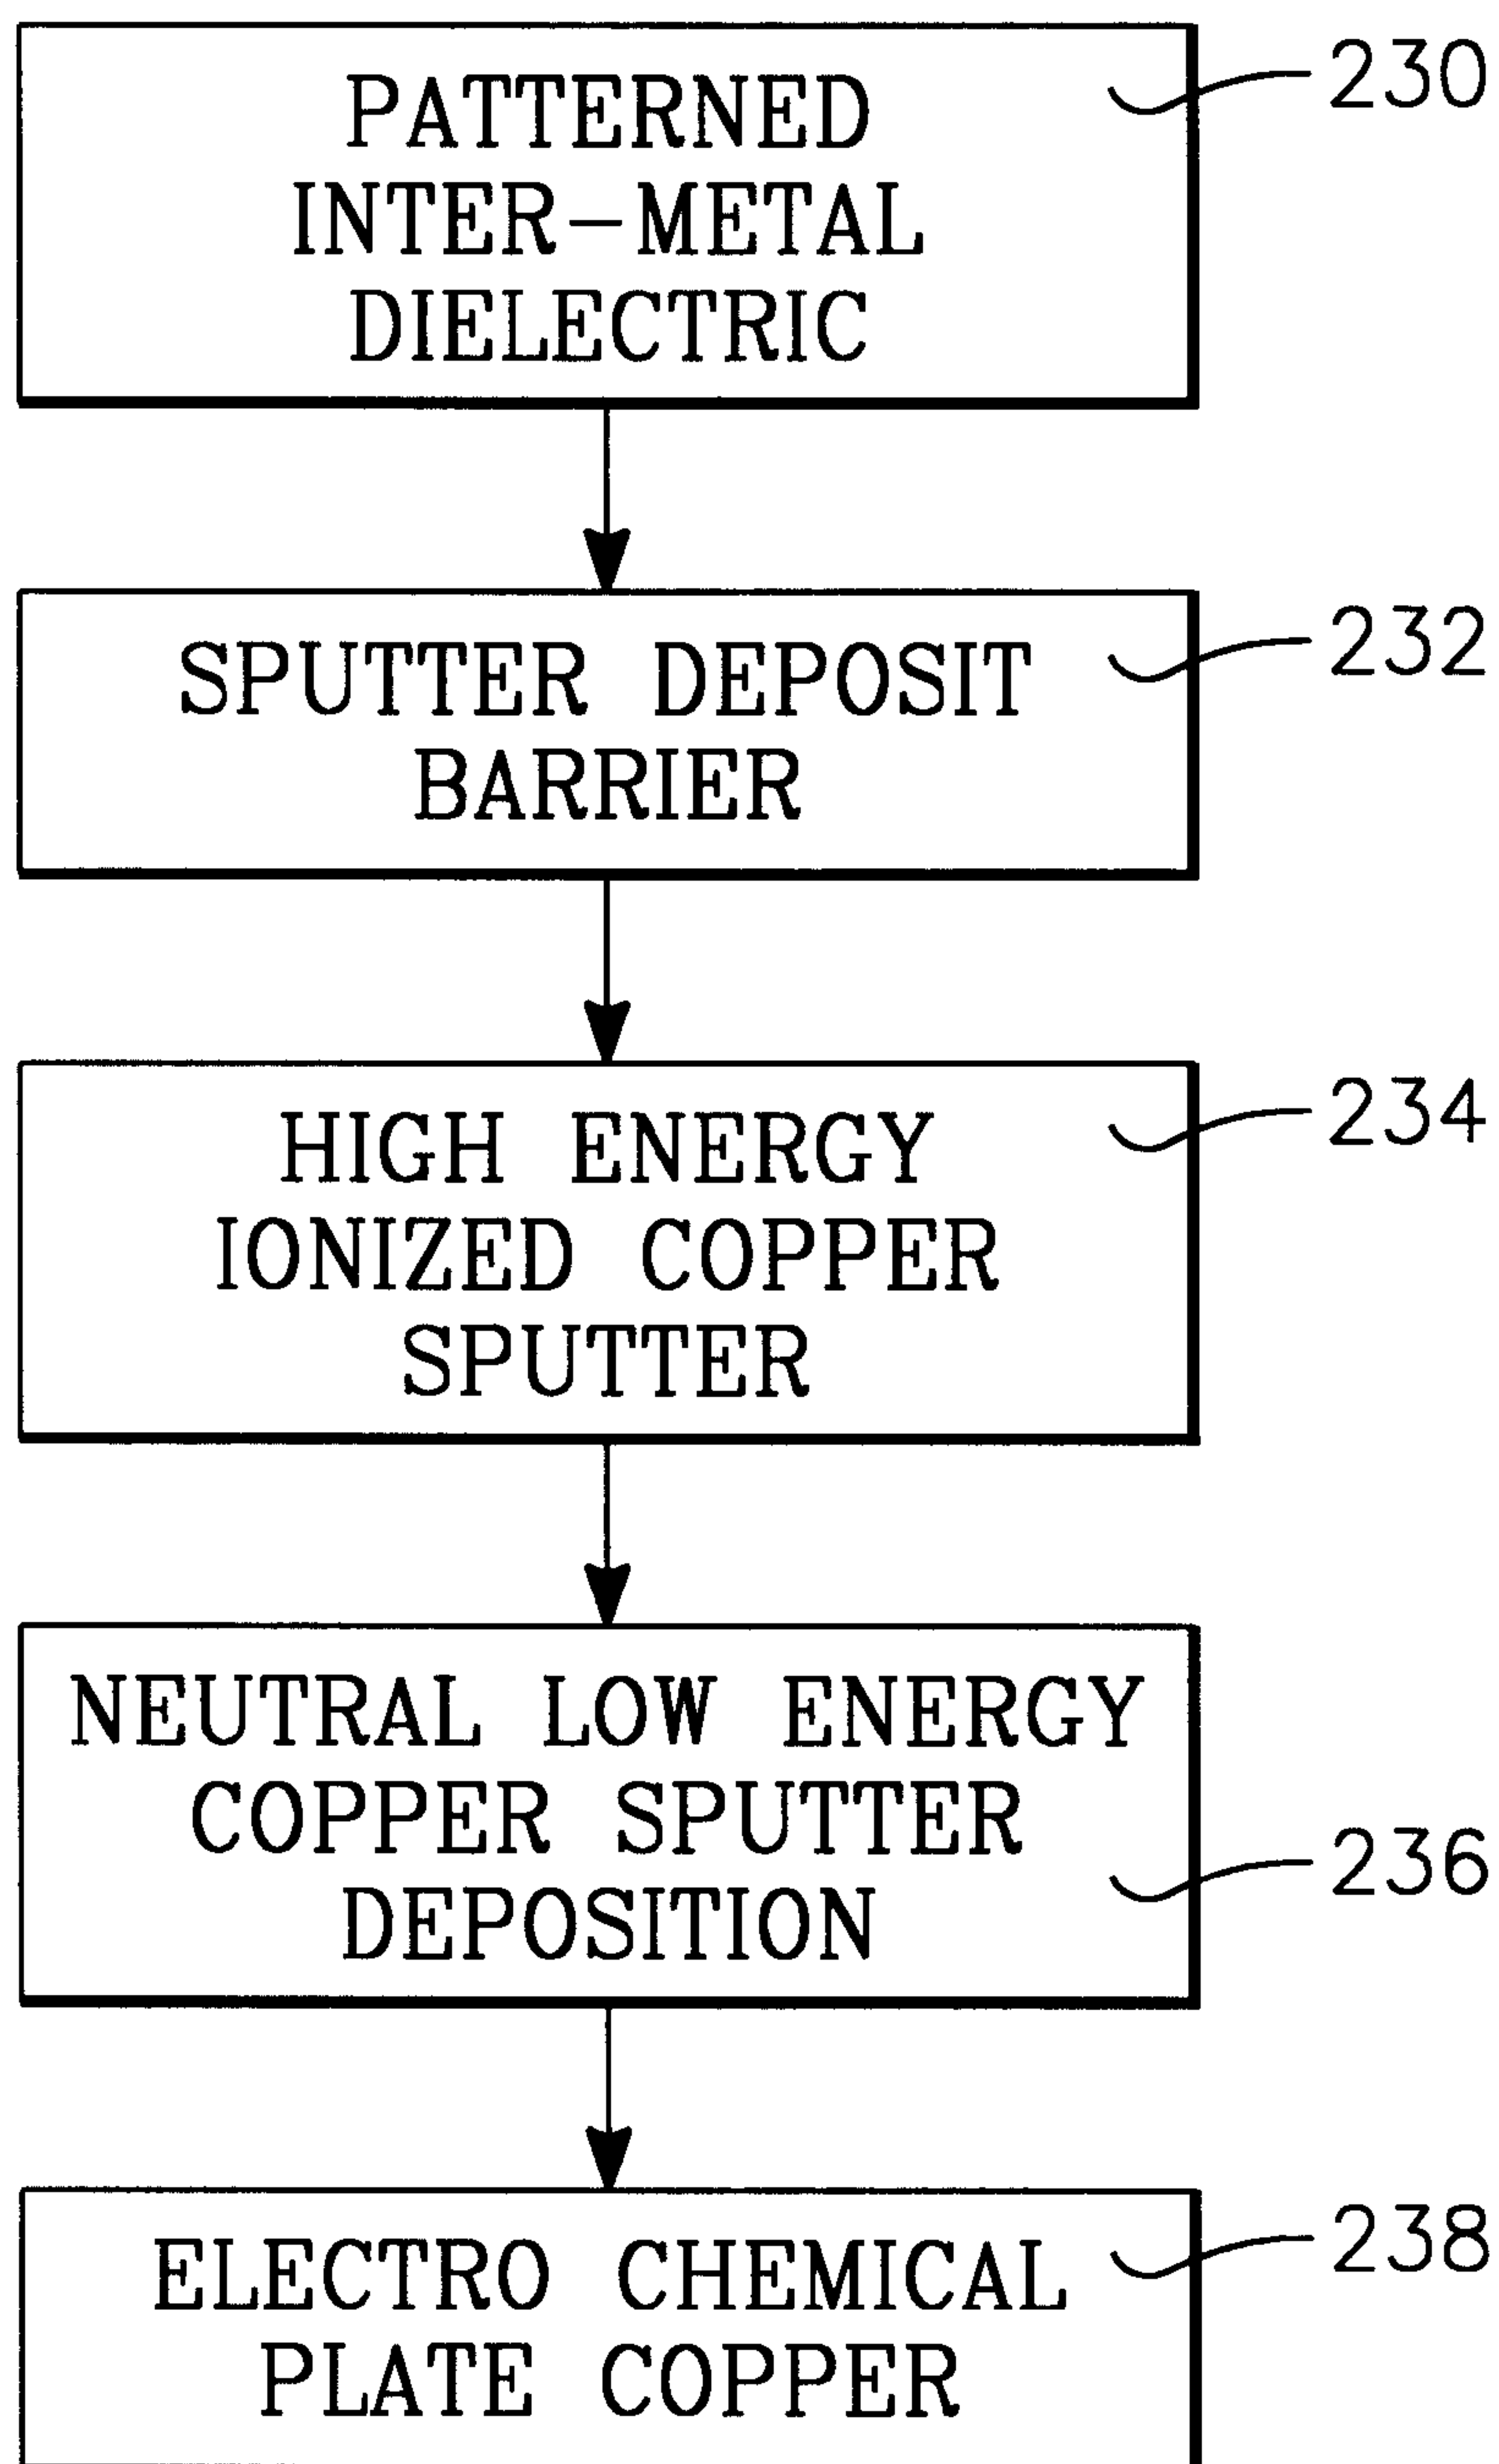 PATTERNED
INTER-METAL
DIELECTRIC
230
SPUTTER DEPOSIT
BARRIER
232
HIGH ENERGY
IONIZED COPPER
SPUTTER
234
NEUTRAL LOW ENERGY
COPPER SPUTTER
DEPOSITION
236
ELECTRO CHEMICAL
PLATE COPPER
238